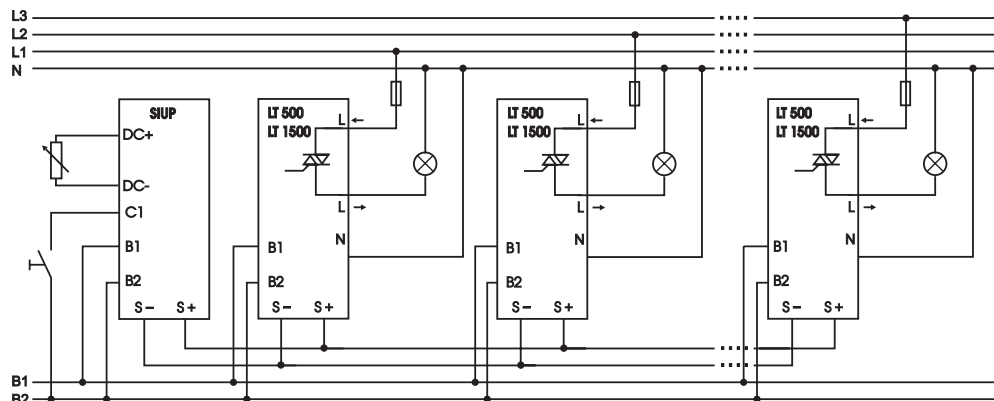 L3
L2
L1
N
SIUP
DC+
DC-
C1
B1
B2
S- S+
LT 500
LT 1500
L
L
N
B1
B2
S- S+
LT 500
LT 1500
L
L
N
B1
B2
S- S+
LT 500
LT 1500
L
L
N
B1
B2
S- S+
B1
B2